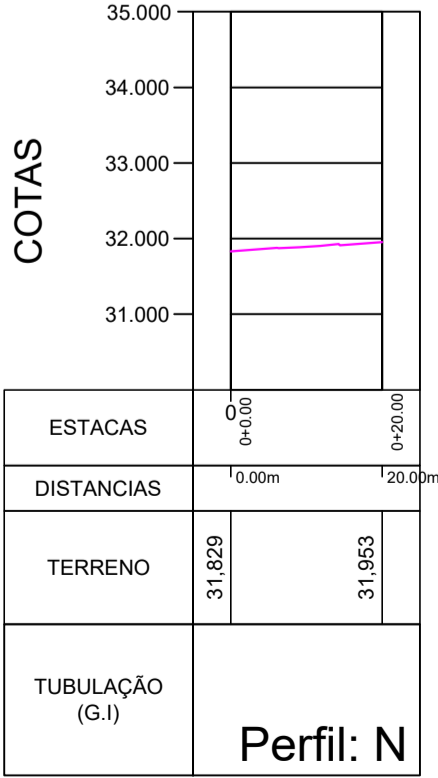 35.000
34.000
33.000
32.000
31.000
COTAS
ESTACAS
0
0+0.00
0+20.00
DISTANCIAS
0.00m
20.00m
TERRENO
31,829
31,953
TUBULAÇÃO
(G.I)
Perfil: N